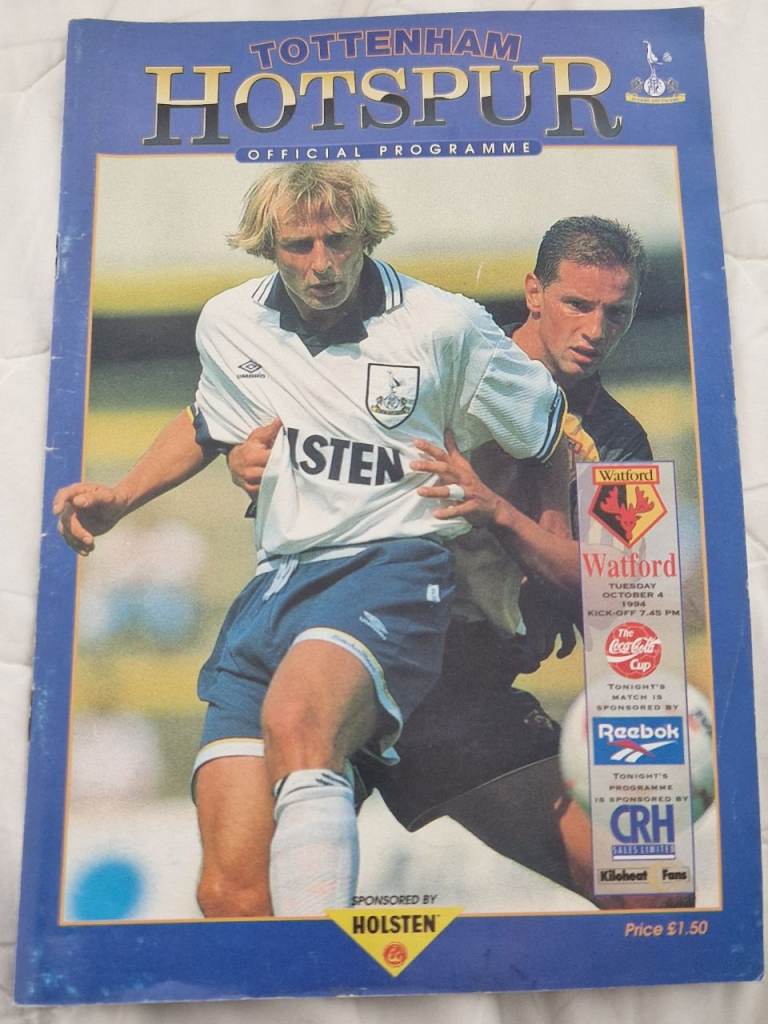 TOTTENHAM
HOTSPUR
OFFICIAL PROGRAMME
UMBRO
LSTEN
Watford
Watford
TUESDAY
OCTOBER 4
1994
KICK-OFF 7.45 PM
The
Coca-Cola
Cup
TONIGHT'S
MATCH IS
SPONSORED BY
Reebok
TONIGHT'S
PROGRAMME
IS SPONSORED BY
CRH
SALES LIMITED
Kiloheat Fans
SPONSORED BY
HOLSTEN
Price £1.50